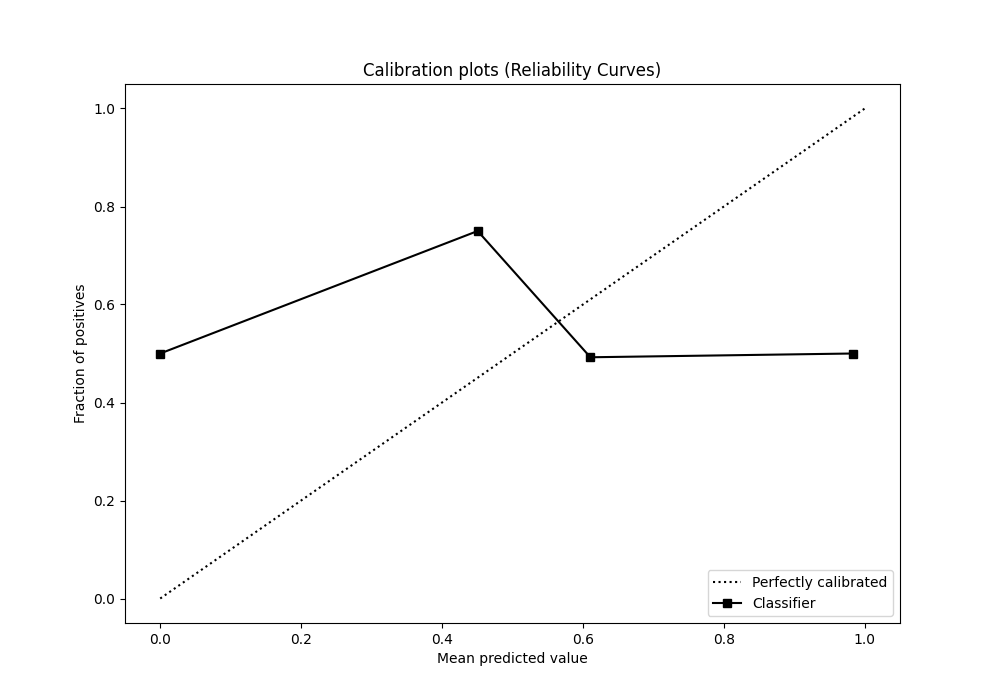 Calibration plots (Reliability Curves)
Fraction of positives
1.0
0.8
0.6
0.4
0.2
0.0
0.0 0.2 0.4 0.6 0.8 1.0
Mean predicted value
Perfectly calibrated
Classifier